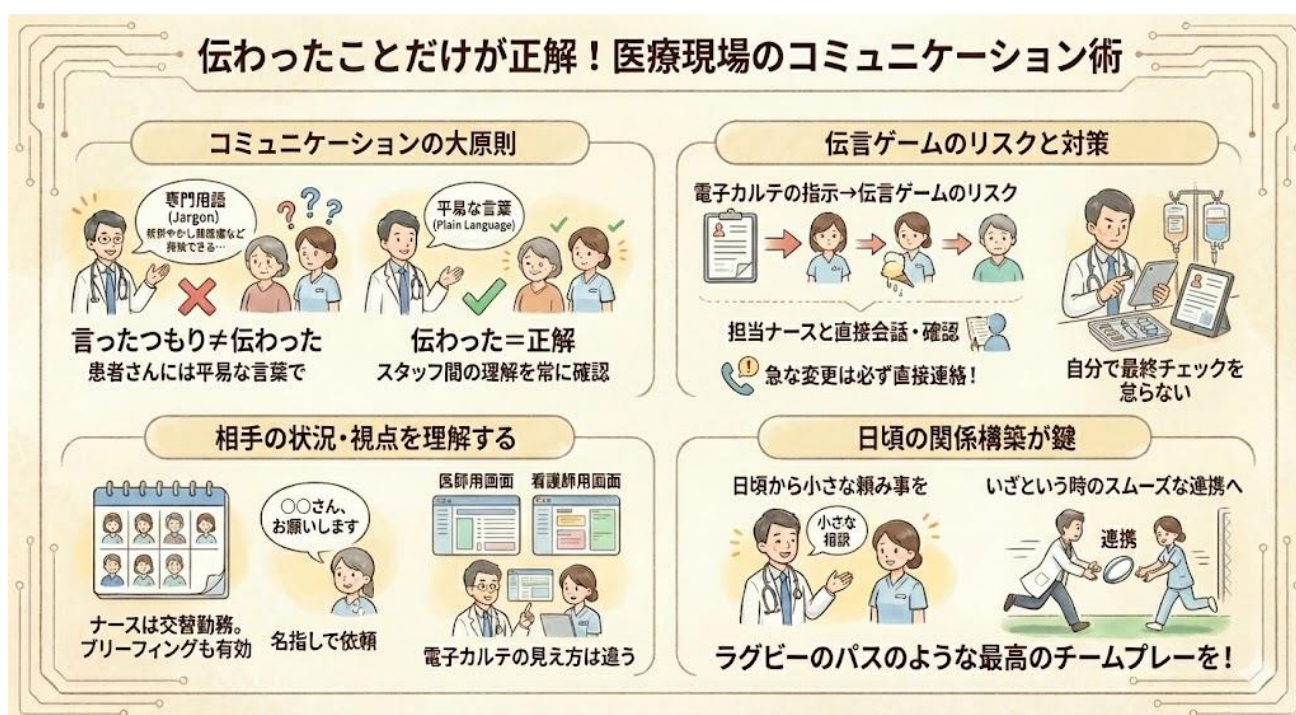 伝わったことだけが正解！医療現場のコミュニケーション術
コミュニケーションの大原則
専門用語
(Jargon)
平易な言葉
(Plain Language)
言ったつもり≠伝わった
患者さんには平易な言葉で
伝わった＝正解
スタッフ間の理解を常に確認
伝言ゲームのリスクと対策
電子カルテの指示→伝言ゲームのリスク
担当ナースと直接会話・確認
急な変更は必ず直接連絡！
自分で最終チェックを
怠らない
相手の状況・視点を理解する
ナースは交替勤務。
ブリーフィングも有効
〇〇さん、
お願いします
名指しで依頼
医師用画面
看護師用画面
電子カルテの見え方は違う
日頃の関係構築が鍵
日頃から小さな頼み事を
小さな
いざという時のスムーズな連携へ
連携
ラグビーのパスのような最高のチームプレーを！